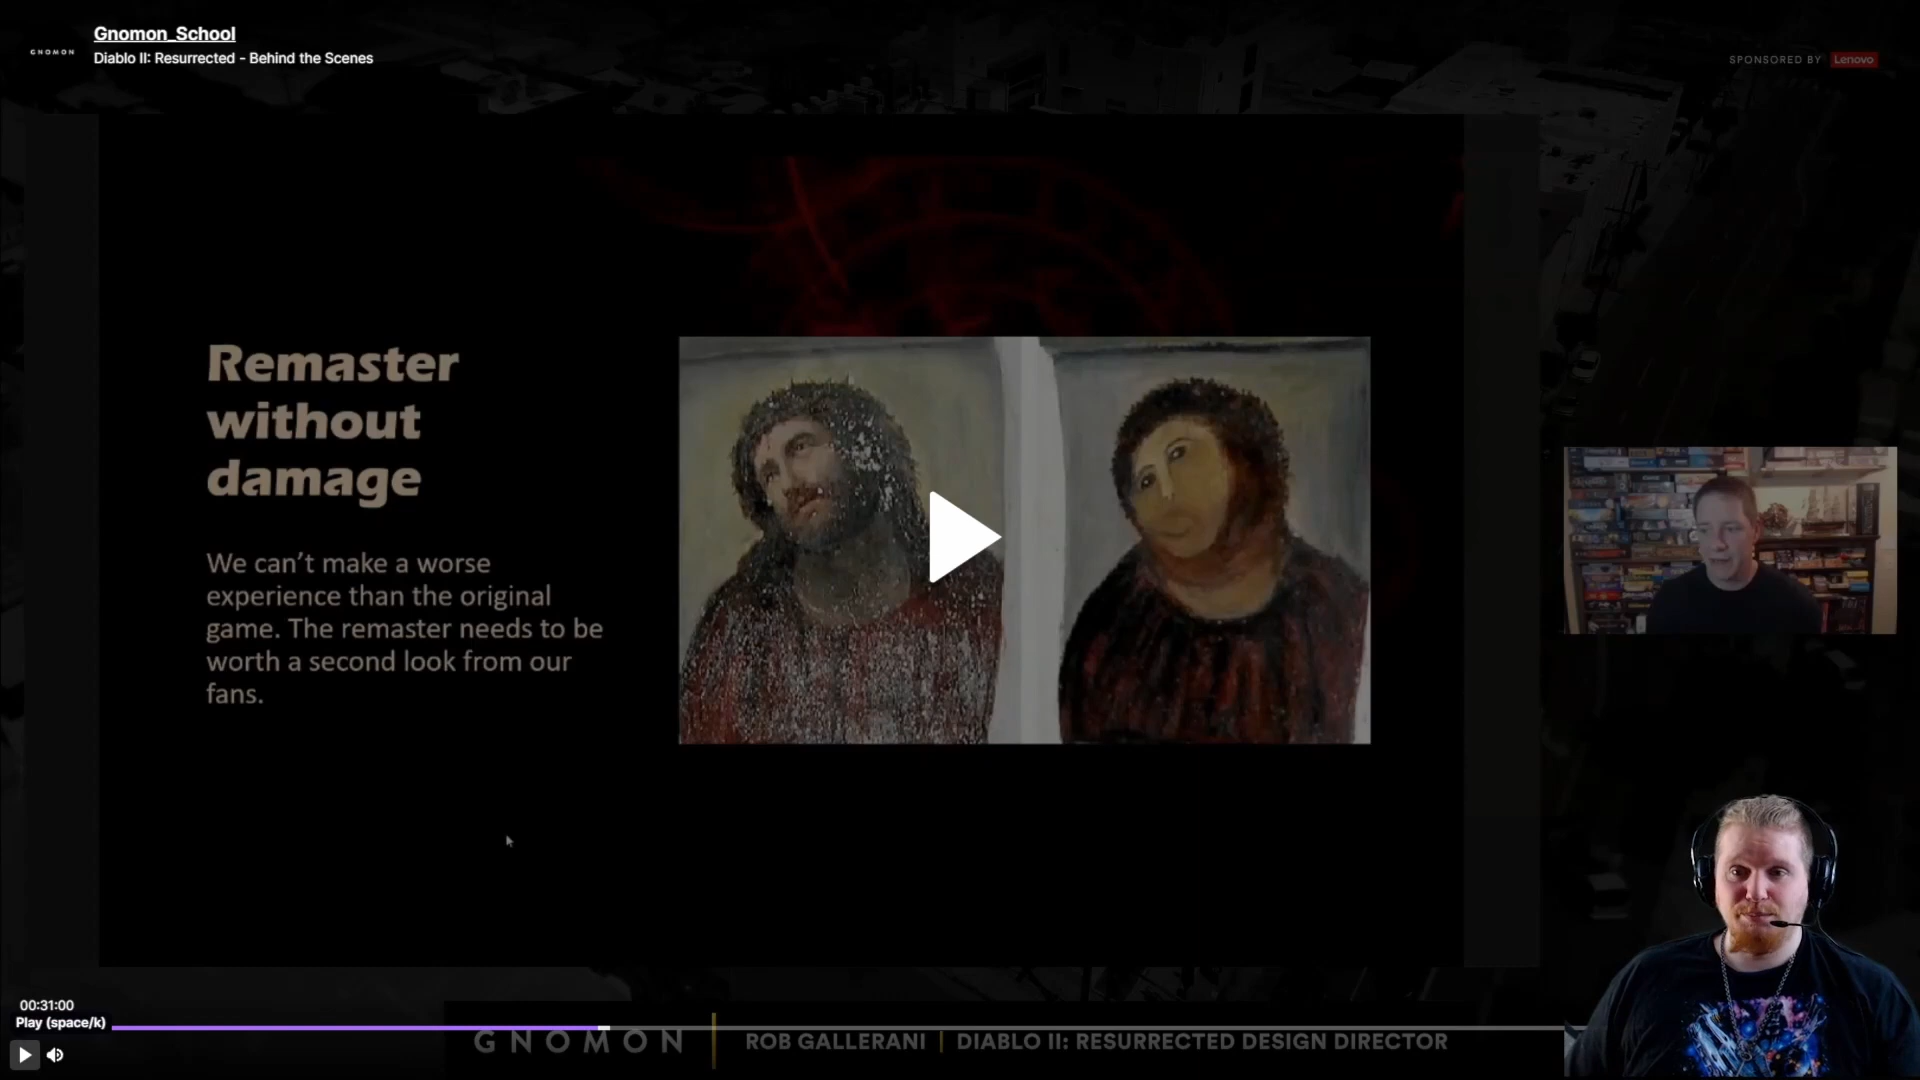 GNOMON
Gnomon_School
Diablo II: Resurrected - Behind the Scenes
SPONSORED BY Lenovo
Remaster
without
damage
We can't make a worse
experience than the original
game. The remaster needs to be
worth a second look from our
fans.
00:31:00
Play (space/k)
GNOMON
ROB GALLERANI | DIABLO II: RESURRECTED DESIGN DIRECTOR